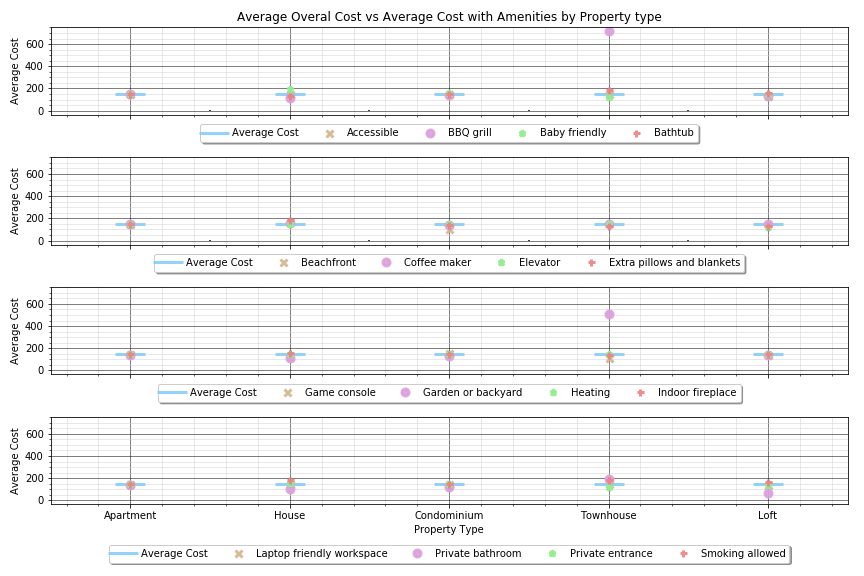 Average Overal Cost vs Average Cost with Amenities by Property type
Average Cost
600
400
200
0
Average Cost Accessible BBQ grill Baby friendly Bathtub
Average Cost
600
400
200
0
Average Cost Beachfront Coffee maker Elevator Extra pillows and blankets
Average Cost
600
400
200
0
Average Cost Game console Garden or backyard Heating Indoor fireplace
Average Cost
600
400
200
0
Apartment House Condominium Townhouse Loft
Property Type
Average Cost Laptop friendly workspace Private bathroom Private entrance Smoking allowed